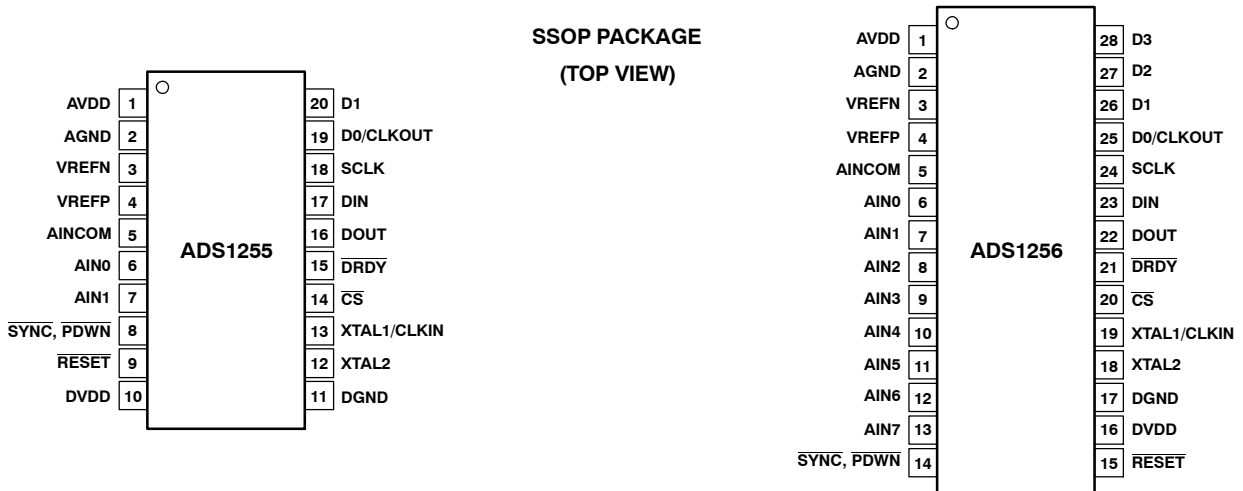 SSOP PACKAGE
(TOP VIEW)
ADS1255
AVDD 1
AGND 2
VREFN 3
VREFP 4
AINCOM 5
AIN0 6
AIN1 7
SYNC, PDWN 8
RESET 9
DVDD 10
20 D1
19 D0/CLKOUT
18 SCLK
17 DIN
16 DOUT
15 DRDY
14 CS
13 XTAL1/CLKIN
12 XTAL2
11 DGND
ADS1256
AVDD 1
AGND 2
VREFN 3
VREFP 4
AINCOM 5
AIN0 6
AIN1 7
AIN2 8
AIN3 9
AIN4 10
AIN5 11
AIN6 12
AIN7 13
SYNC, PDWN 14
28 D3
27 D2
26 D1
25 D0/CLKOUT
24 SCLK
23 DIN
22 DOUT
21 DRDY
20 CS
19 XTAL1/CLKIN
18 XTAL2
17 DGND
16 DVDD
15 RESET